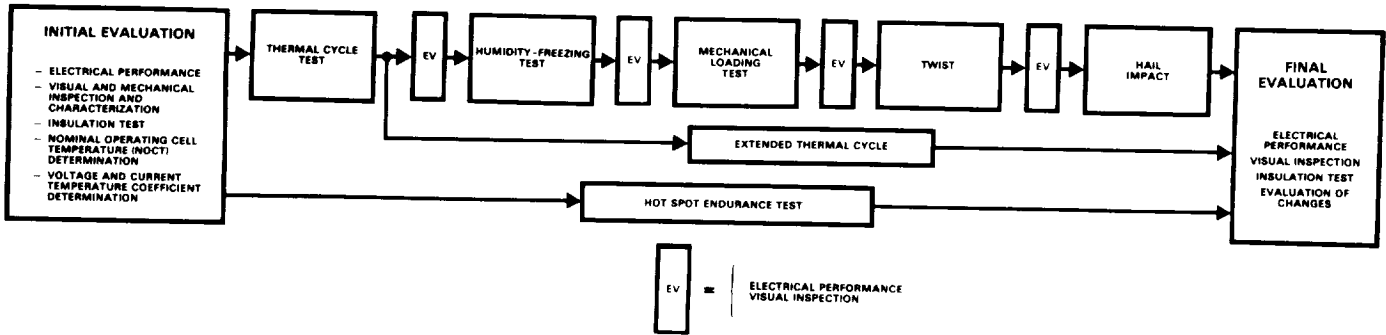 INITIAL EVALUATION
– ELECTRICAL PERFORMANCE
– VISUAL AND MECHANICAL
INSPECTION AND
CHARACTERIZATION
– INSULATION TEST
– NOMINAL OPERATING CELL
TEMPERATURE (NOCT)
DETERMINATION
– VOLTAGE AND CURRENT
TEMPERATURE COEFFICIENT
DETERMINATION
THERMAL CYCLE
TEST
EV
HUMIDITY-FREEZING
TEST
EV
MECHANICAL
LOADING
TEST
EV
TWIST
EV
HAIL
IMPACT
EXTENDED THERMAL CYCLE
HOT SPOT ENDURANCE TEST
FINAL
EVALUATION
ELECTRICAL
PERFORMANCE
VISUAL INSPECTION
INSULATION TEST
EVALUATION OF
CHANGES
EV
=
ELECTRICAL PERFORMANCE
VISUAL INSPECTION